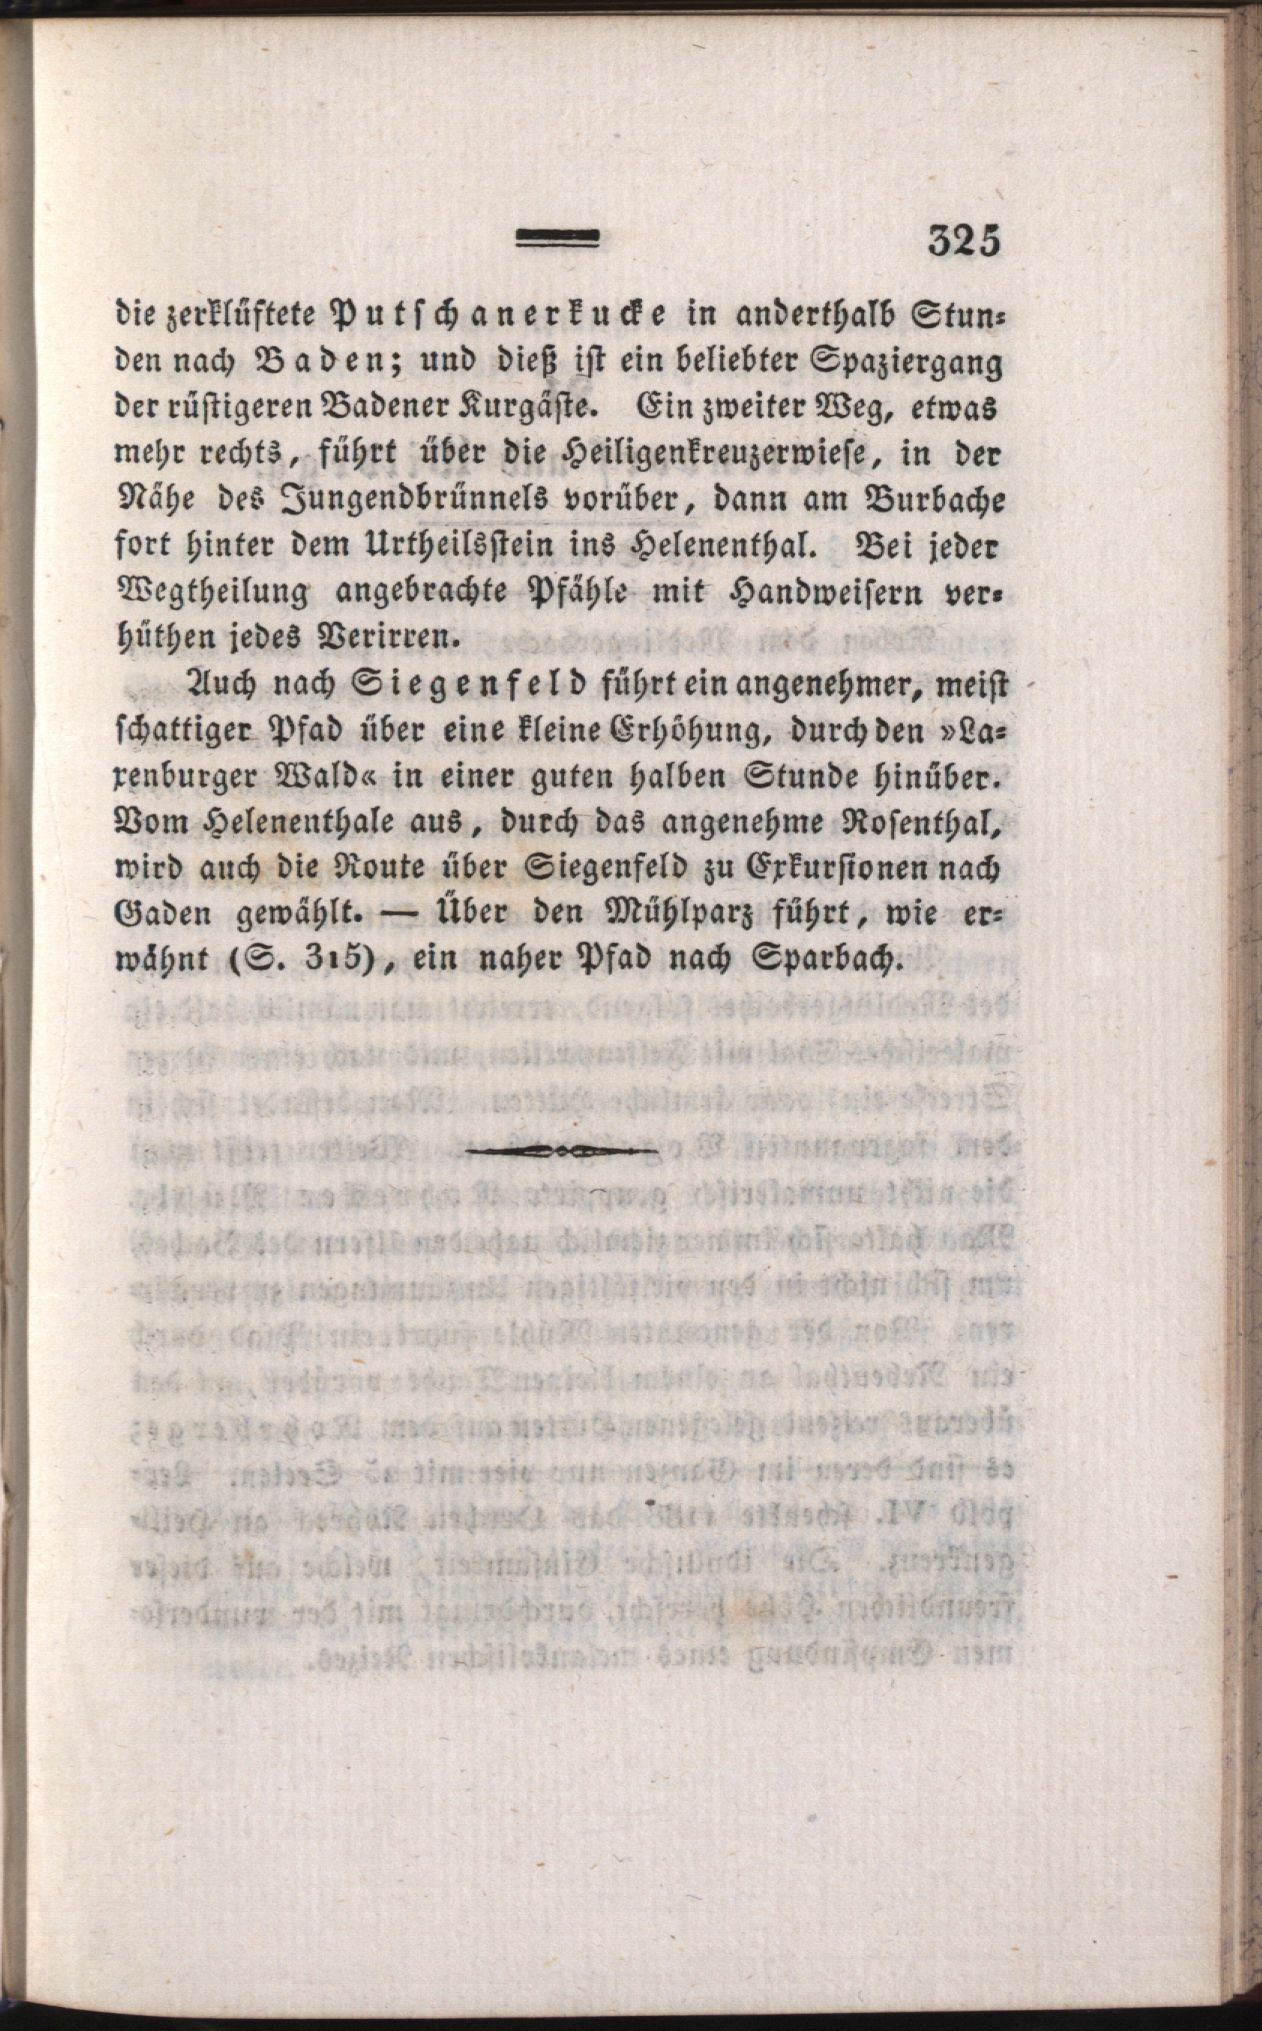 325
die zerklüftete Putschanerkucke in anderthalb Stun-
den nach Baden; und dieß ist ein beliebter Spaziergang
der rüstigeren Badener Kurgäste. Ein zweiter Weg, etwas
mehr rechts, führt über die Heiligenkreuzerwiese, in der
Nähe des Jungendbrünnels vorüber, dann am Burbache
fort hinter dem Urtheilsstein ins Helenenthal. Bei jeder
Wegtheilung angebrachte Pfähle mit Handweisern ver-
hüthen jedes Verirren.
Auch nach Siegenfeld führt ein angenehmer, meist
schattiger Pfad über eine kleine Erhöhung, durch den »La-
xenburger Wald« in einer guten halben Stunde hinüber.
Vom Helenenthale aus, durch das angenehme Rosenthal,
wird auch die Route über Siegenfeld zu Exkursionen nach
Gaden gewählt. — Über den Mühlparz führt, wie er-
wähnt (S. 315), ein naher Pfad nach Sparbach.